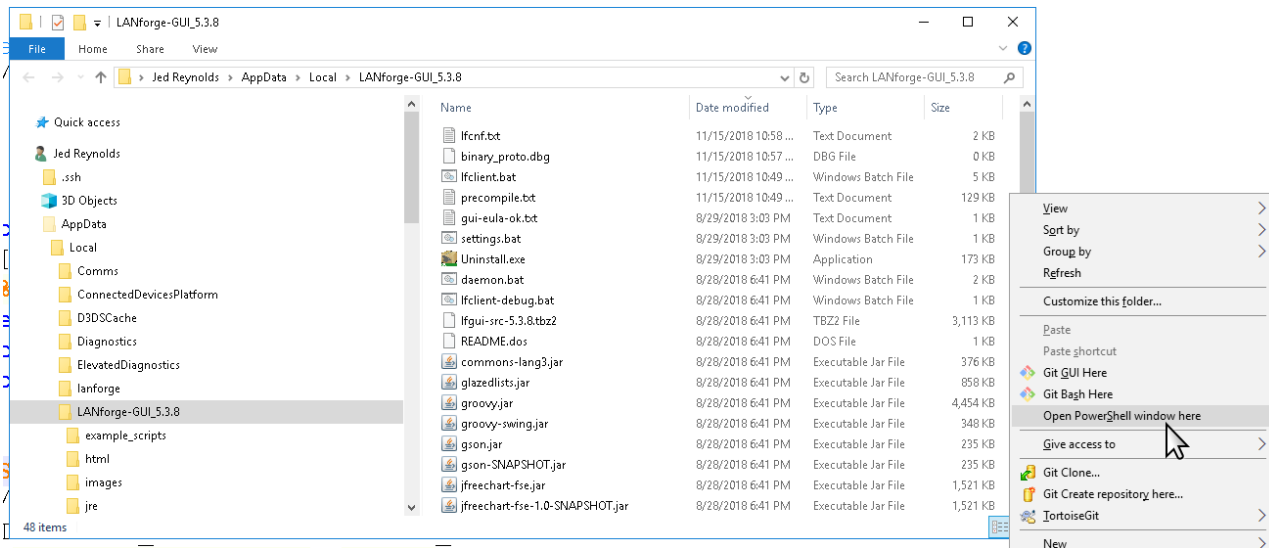 LANforge-GUI_5.3.8
File Home Share View
Jed Reynolds > AppData > Local > LANforge-GUI_5.3.8
Search LANforge-GUI_5.3.8
Quick access
Jed Reynolds
.ssh
3D Objects
AppData
Local
Comms
ConnectedDevicesPlatform
D3DSCache
Diagnostics
ElevatedDiagnostics
lanforge
LANforge-GUI_5.3.8
example_scripts
html
images
jre
Name Date modified Type Size
lfcnf.txt 11/15/2018 10:58 ... Text Document 2 KB
binary_proto.dbg 11/15/2018 10:57 ... DBG File 0 KB
lfclient.bat 11/15/2018 10:49 ... Windows Batch File 5 KB
precompile.txt 11/15/2018 10:49 ... Text Document 129 KB
gui-eula-ok.txt 8/29/2018 3:03 PM Text Document 1 KB
settings.bat 8/29/2018 3:03 PM Windows Batch File 1 KB
Uninstall.exe 8/29/2018 3:03 PM Application 173 KB
daemon.bat 8/28/2018 6:41 PM Windows Batch File 2 KB
lfclient-debug.bat 8/28/2018 6:41 PM Windows Batch File 1 KB
lfgui-src-5.3.8.tbz2 8/28/2018 6:41 PM TBZ2 File 3,113 KB
README.dos 8/28/2018 6:41 PM DOS File 1 KB
commons-lang3.jar 8/28/2018 6:41 PM Executable Jar File 376 KB
glazedlists.jar 8/28/2018 6:41 PM Executable Jar File 858 KB
groovy.jar 8/28/2018 6:41 PM Executable Jar File 4,454 KB
groovy-swing.jar 8/28/2018 6:41 PM Executable Jar File 348 KB
gson.jar 8/28/2018 6:41 PM Executable Jar File 235 KB
gson-SNAPSHOT.jar 8/28/2018 6:41 PM Executable Jar File 235 KB
jfreechart-fse.jar 8/28/2018 6:41 PM Executable Jar File 1,521 KB
jfreechart-fse-1.0-SNAPSHOT.jar 8/28/2018 6:41 PM Executable Jar File 1,521 KB
48 items
View
Sort by
Group by
Refresh
Customize this folder...
Paste
Paste shortcut
Git GUI Here
Git Bash Here
Open PowerShell window here
Give access to
Git Clone...
Git Create repository here...
TortoiseGit
New